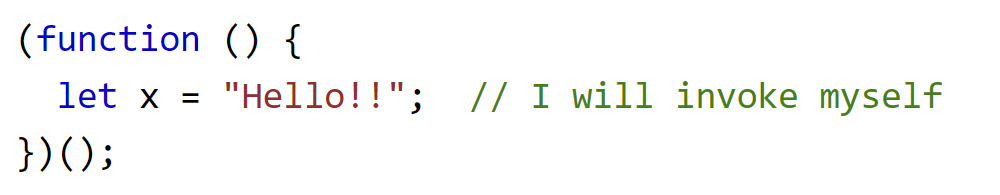 (function () {
  let x = "Hello!!";  // I will invoke myself
})();